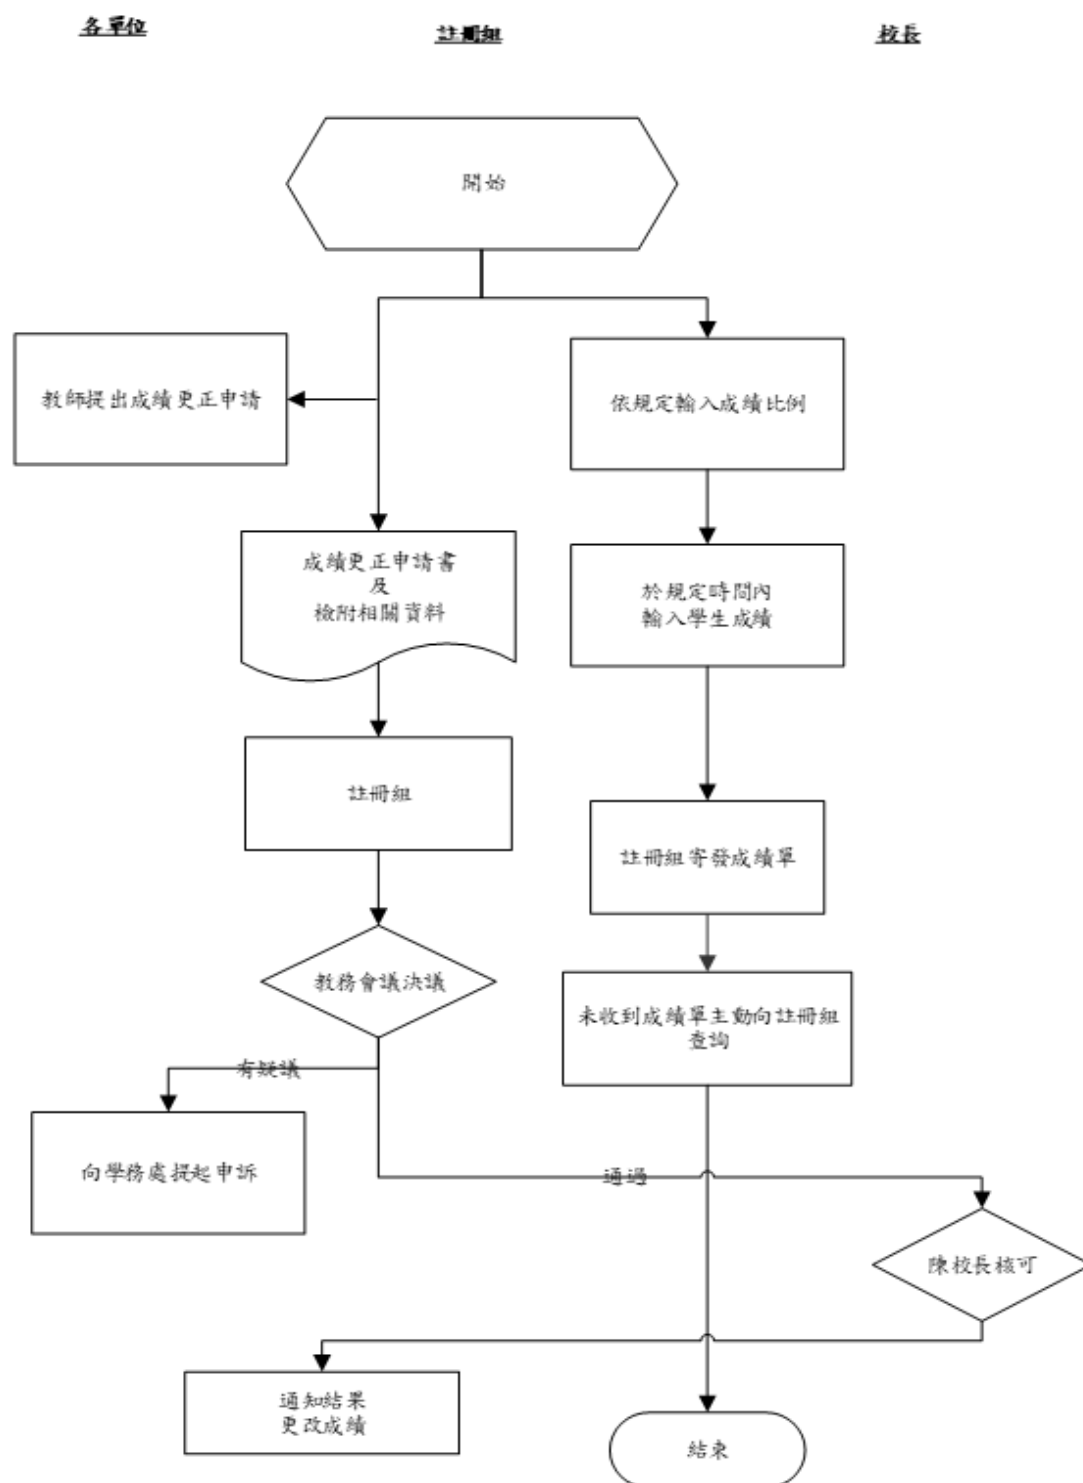 各單位
註冊組
校長
開始
教師提出成績更正申請
依規定輸入成績比例
成績更正申請書
及
檢附相關資料
於規定時間內
輸入學生成績
註冊組
註冊組寄發成績單
教務會議決議
未收到成績單主動向註冊組
查詢
有疑議
向學務處提起申訴
通過
陳校長核可
通知結果
更改成績
結束